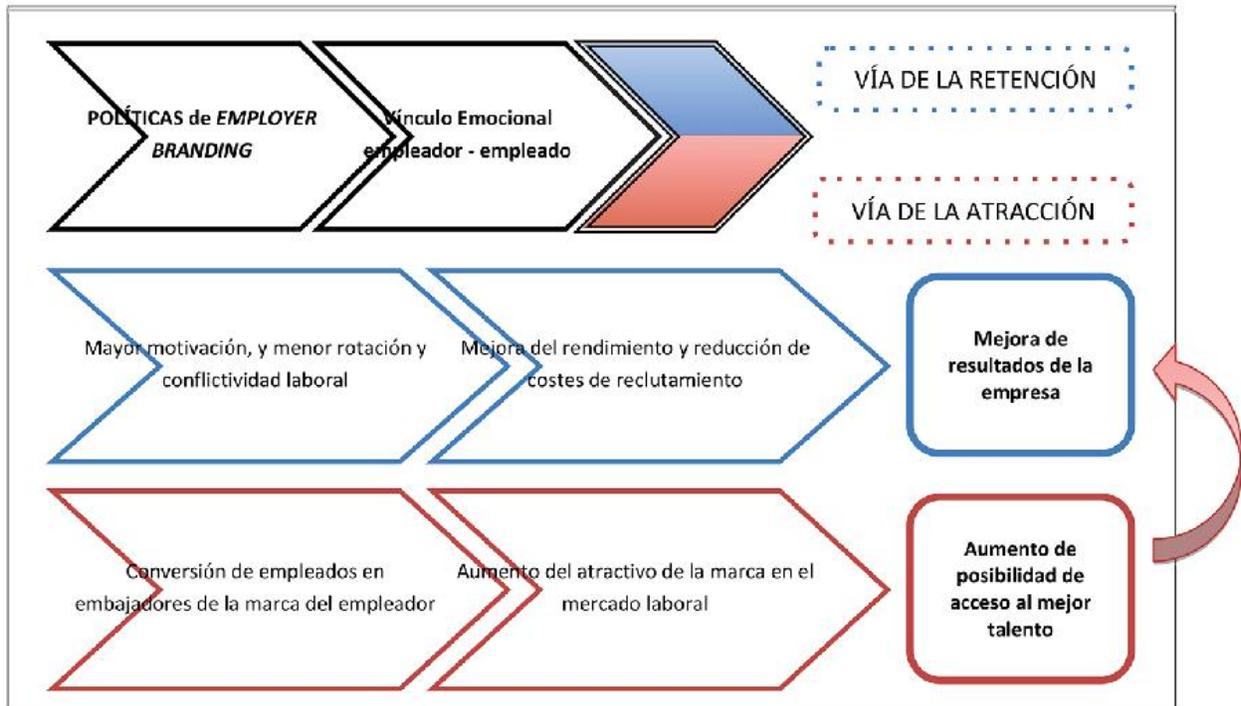 POLÍTICAS de EMPLOYER
BRANDING
Vínculo Emocional
empleador - empleado
VÍA DE LA RETENCIÓN
VÍA DE LA ATRACCIÓN
Mayor motivación, y menor rotación y
conflictividad laboral
Mejora del rendimiento y reducción de
costes de reclutamiento
Mejora de
resultados de la
empresa
Conversión de empleados en
embajadores de la marca del empleador
Aumento del atractivo de la marca en el
mercado laboral
Aumento de
posibilidad de
acceso al mejor
talento